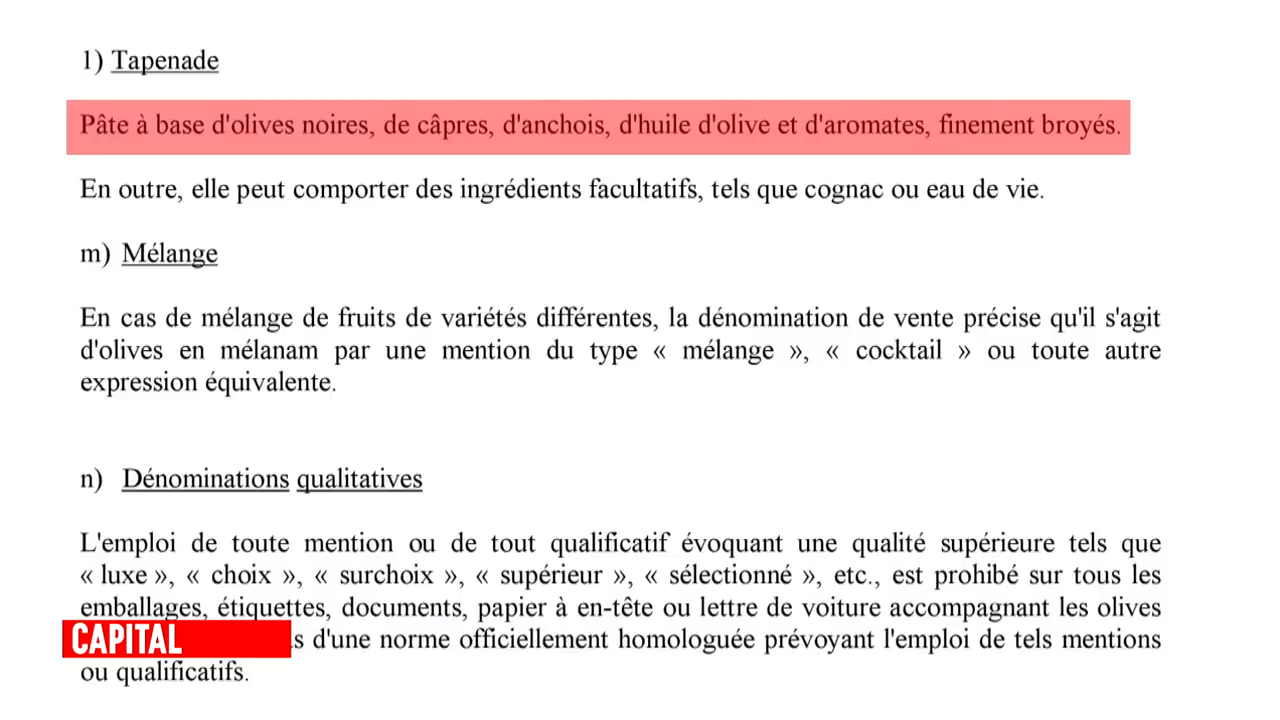 1) Tapenade
Pâte à base d'olives noires, de câpres, d'anchois, d'huile d'olive et d'aromates, finement broyés.
En outre, elle peut comporter des ingrédients facultatifs, tels que cognac ou eau de vie.
m) Mélange
En cas de mélange de fruits de variétés différentes, la dénomination de vente précise qu'il s'agit
d'olives en mélanam par une mention du type « mélange », « cocktail » ou toute autre
expression équivalente.
n) Dénominations qualitatives
L'emploi de toute mention ou de tout qualificatif évoquant une qualité supérieure tels que
« luxe », « choix », « surchoix », « supérieur », « sélectionné », etc., est prohibé sur tous les
emballages, étiquettes, documents, papier à en-tête ou lettre de voiture accompagnant les olives
CAPITAL s d'une norme officiellement homologuée prévoyant l'emploi de tels mentions
ou qualificatifs.